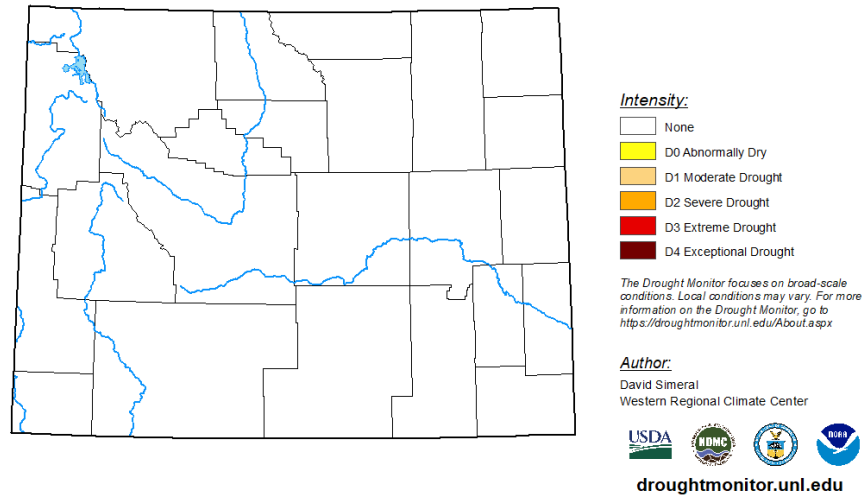 Intensity:
None
D0 Abnormally Dry
D1 Moderate Drought
D2 Severe Drought
D3 Extreme Drought
D4 Exceptional Drought
The Drought Monitor focuses on broad-scale
conditions. Local conditions may vary. For more
information on the Drought Monitor, go to
https://droughtmonitor.unl.edu/About.aspx
Author:
David Simeral
Western Regional Climate Center
USDA
NDMC
NOAA
droughtmonitor.unl.edu